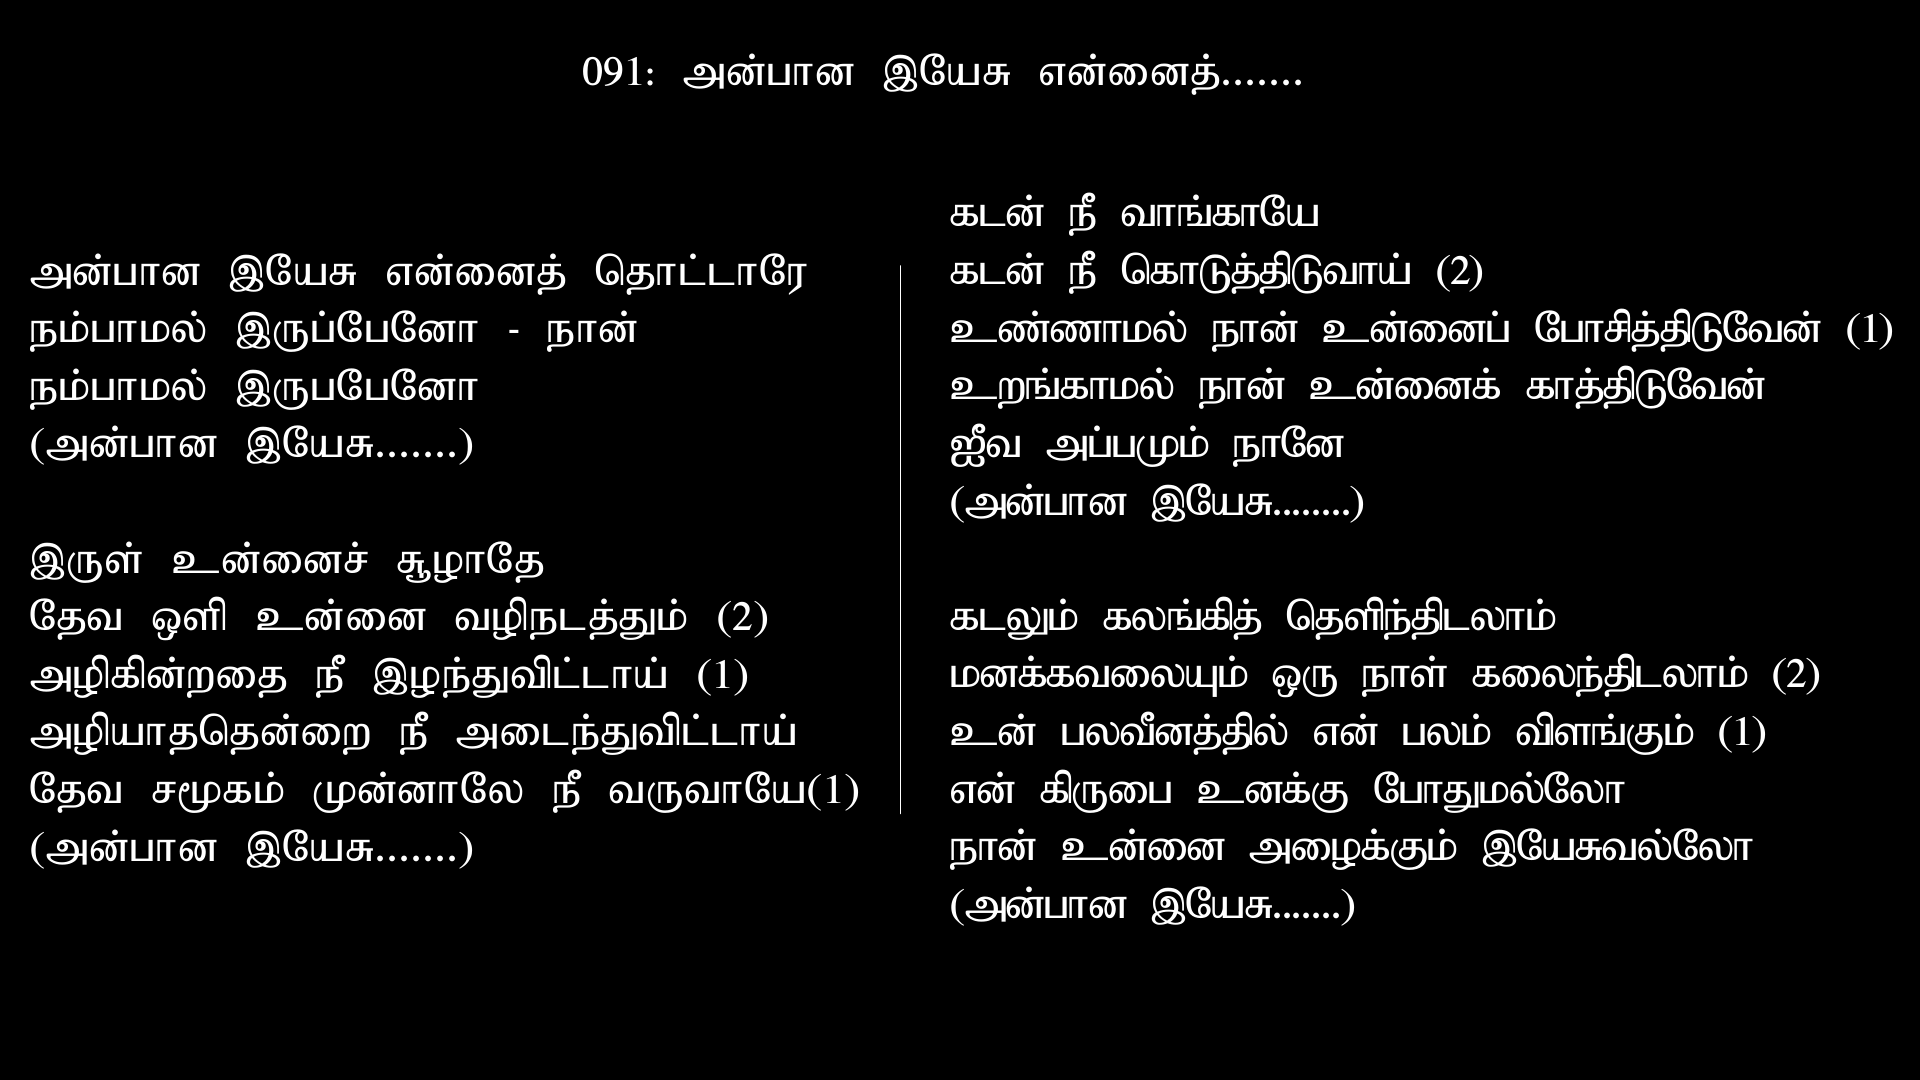 091: அன்பான இயேசு என்னைத்.......
அன்பான இயேசு என்னைத் தொட்டாரே
நம்பாமல் இருப்பேனோ - நான்
நம்பாமல் இருபபேனோ
(அன்பான இயேசு.......)
இருள் உன்னைச் சூழாதே
தேவ ஒளி உன்னை வழிநடத்தும் (2)
அழிகின்றதை நீ இழந்துவிட்டாய் (1)
அழியாததென்றை நீ அடைந்துவிட்டாய்
தேவ சமூகம் முன்னாலே நீ வருவாயே(1)
(அன்பான இயேசு.......)
கடன் நீ வாங்காயே
கடன் நீ கொடுத்திடுவாய் (2)
உண்ணாமல் நான் உன்னைப் போசித்திடுவேன் (1)
உறங்காமல் நான் உன்னைக் காத்திடுவேன்
ஜீவ அப்பமும் நானே
(அன்பான இயேசு........)
கடலும் கலங்கித் தெளிந்திடலாம்
மனக்கவலையும் ஒரு நாள் கலைந்திடலாம் (2)
உன் பலவீனத்தில் என் பலம் விளங்கும் (1)
என் கிருபை உனக்கு போதுமல்லோ
நான் உன்னை அழைக்கும் இயேசுவல்லோ
(அன்பான இயேசு.......)